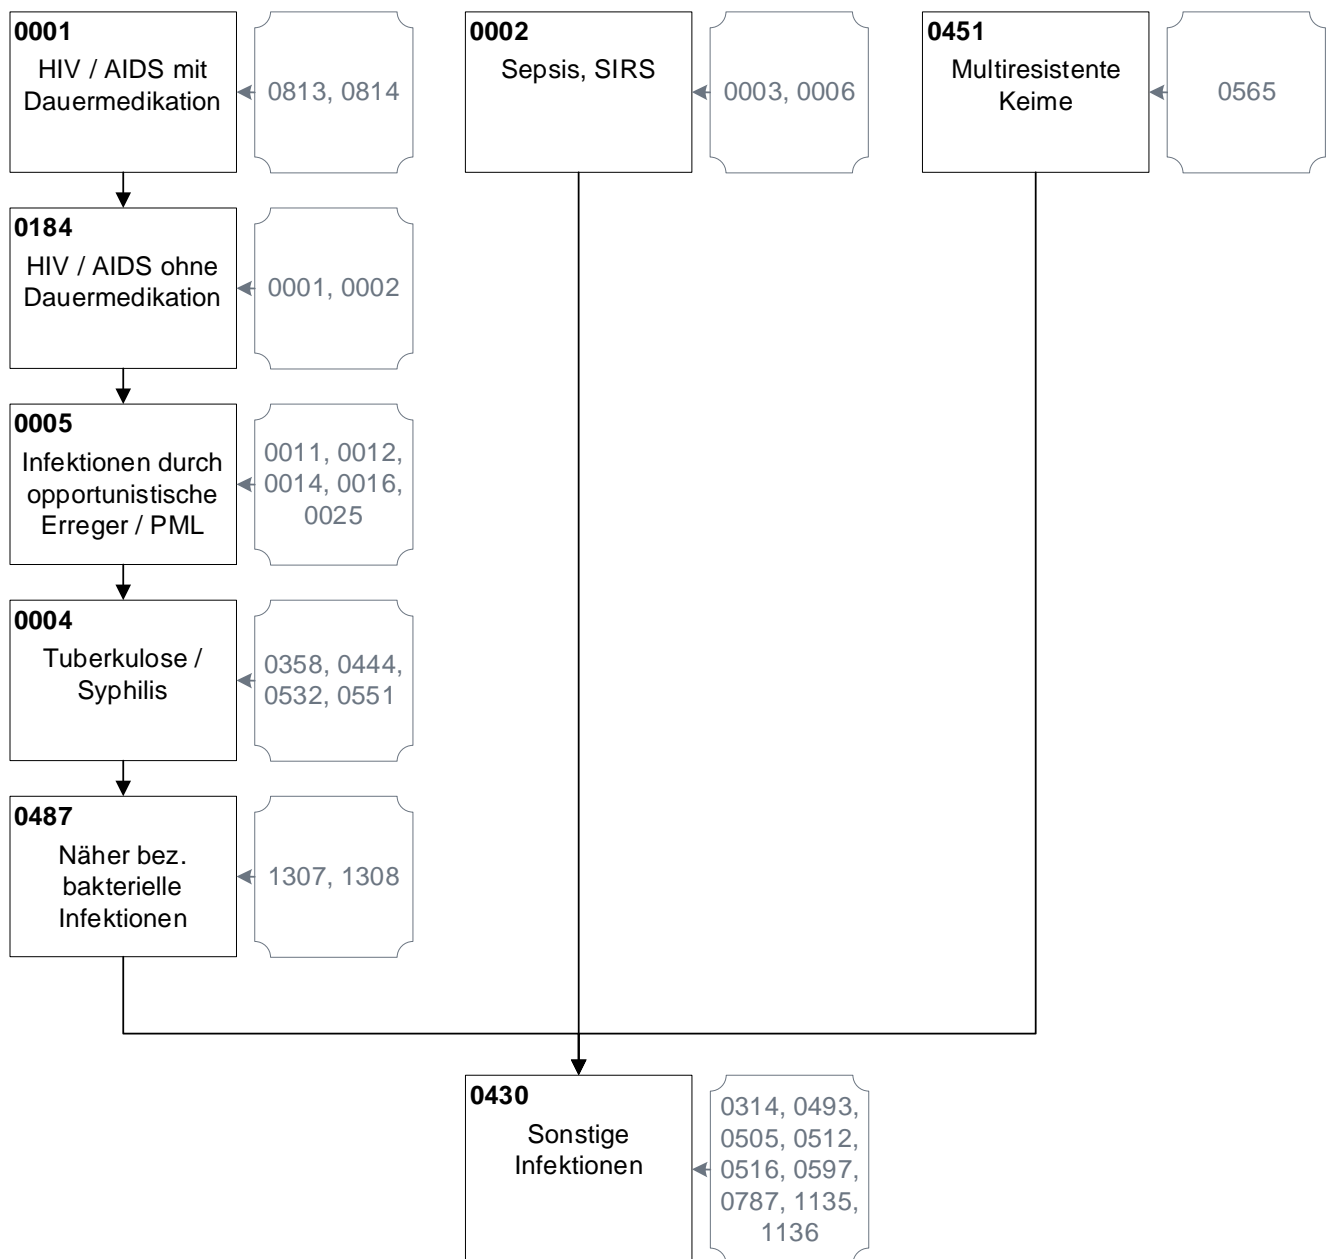 0001
HIV / AIDS mit
Dauermedikation
0813, 0814
0002
Sepsis, SIRS
0003, 0006
0451
Multiresistente
Keime
0565
0184
HIV / AIDS ohne
Dauermedikation
0001, 0002
0005
Infektionen durch
opportunistische
Erreger / PML
0011, 0012,
0014, 0016,
0025
0004
Tuberkulose /
Syphilis
0358, 0444,
0532, 0551
0487
Näher bez.
bakterielle
Infektionen
1307, 1308
0430
Sonstige
Infektionen
0314, 0493,
0505, 0512,
0516, 0597,
0787, 1135,
1136